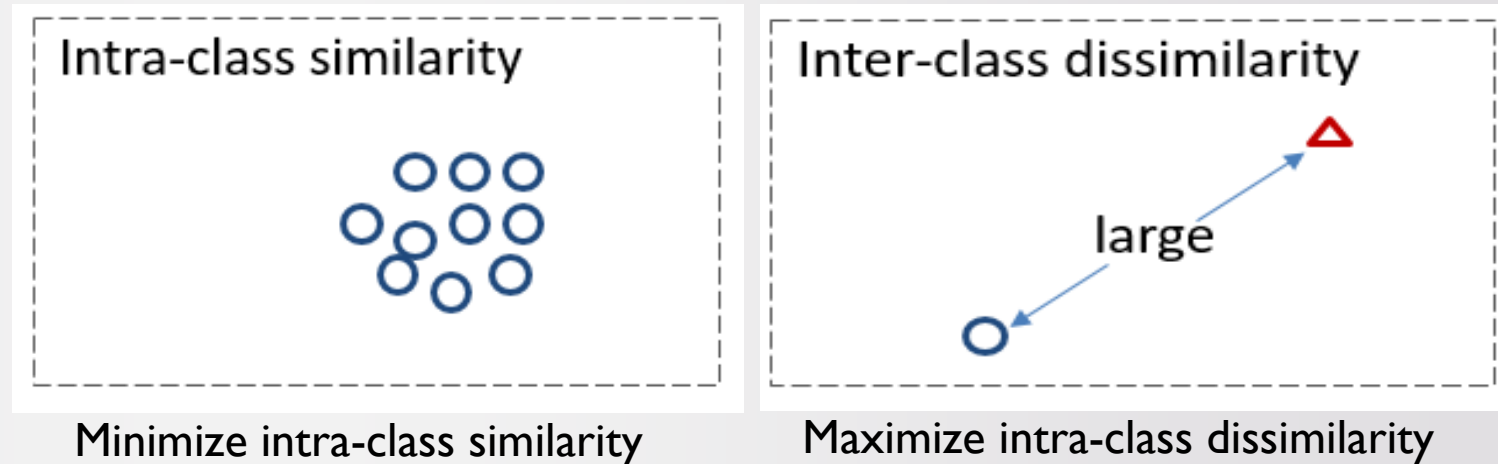 Intra-class similarity
Inter-class dissimilarity
large
Minimize intra-class similarity
Maximize intra-class dissimilarity